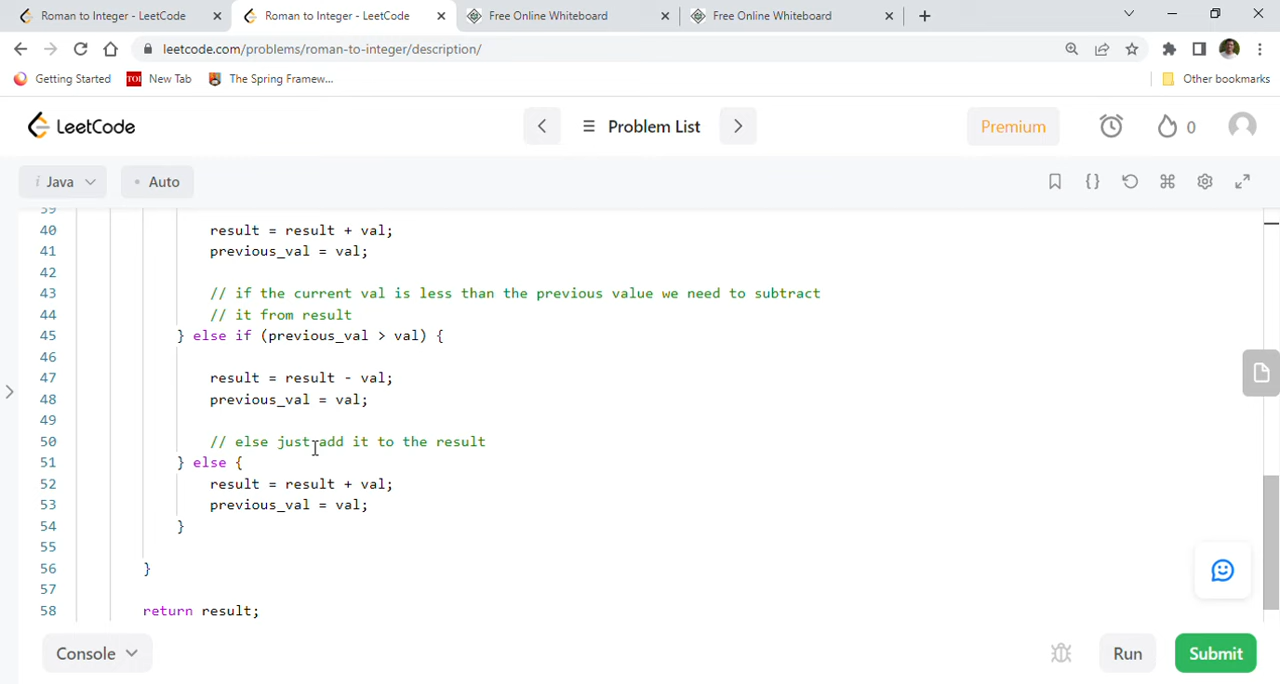 Roman to Integer - LeetCode
Roman to Integer - LeetCode
Free Online Whiteboard
Free Online Whiteboard
leetcode.com/problems/roman-to-integer/description/
Getting Started
TOI New Tab
The Spring Framew...
Other bookmarks
LeetCode
Problem List
Premium
0
i Java
• Auto
{}
39
40 result = result + val;
41 previous_val = val;
42
43 // if the current val is less than the previous value we need to subtract
44 // it from result
45 } else if (previous_val > val) {
46
47 result = result - val;
48 previous_val = val;
49
50 // else just add it to the result
51 } else {
52 result = result + val;
53 previous_val = val;
54 }
55
56 }
57
58 return result;
Console
Run
Submit